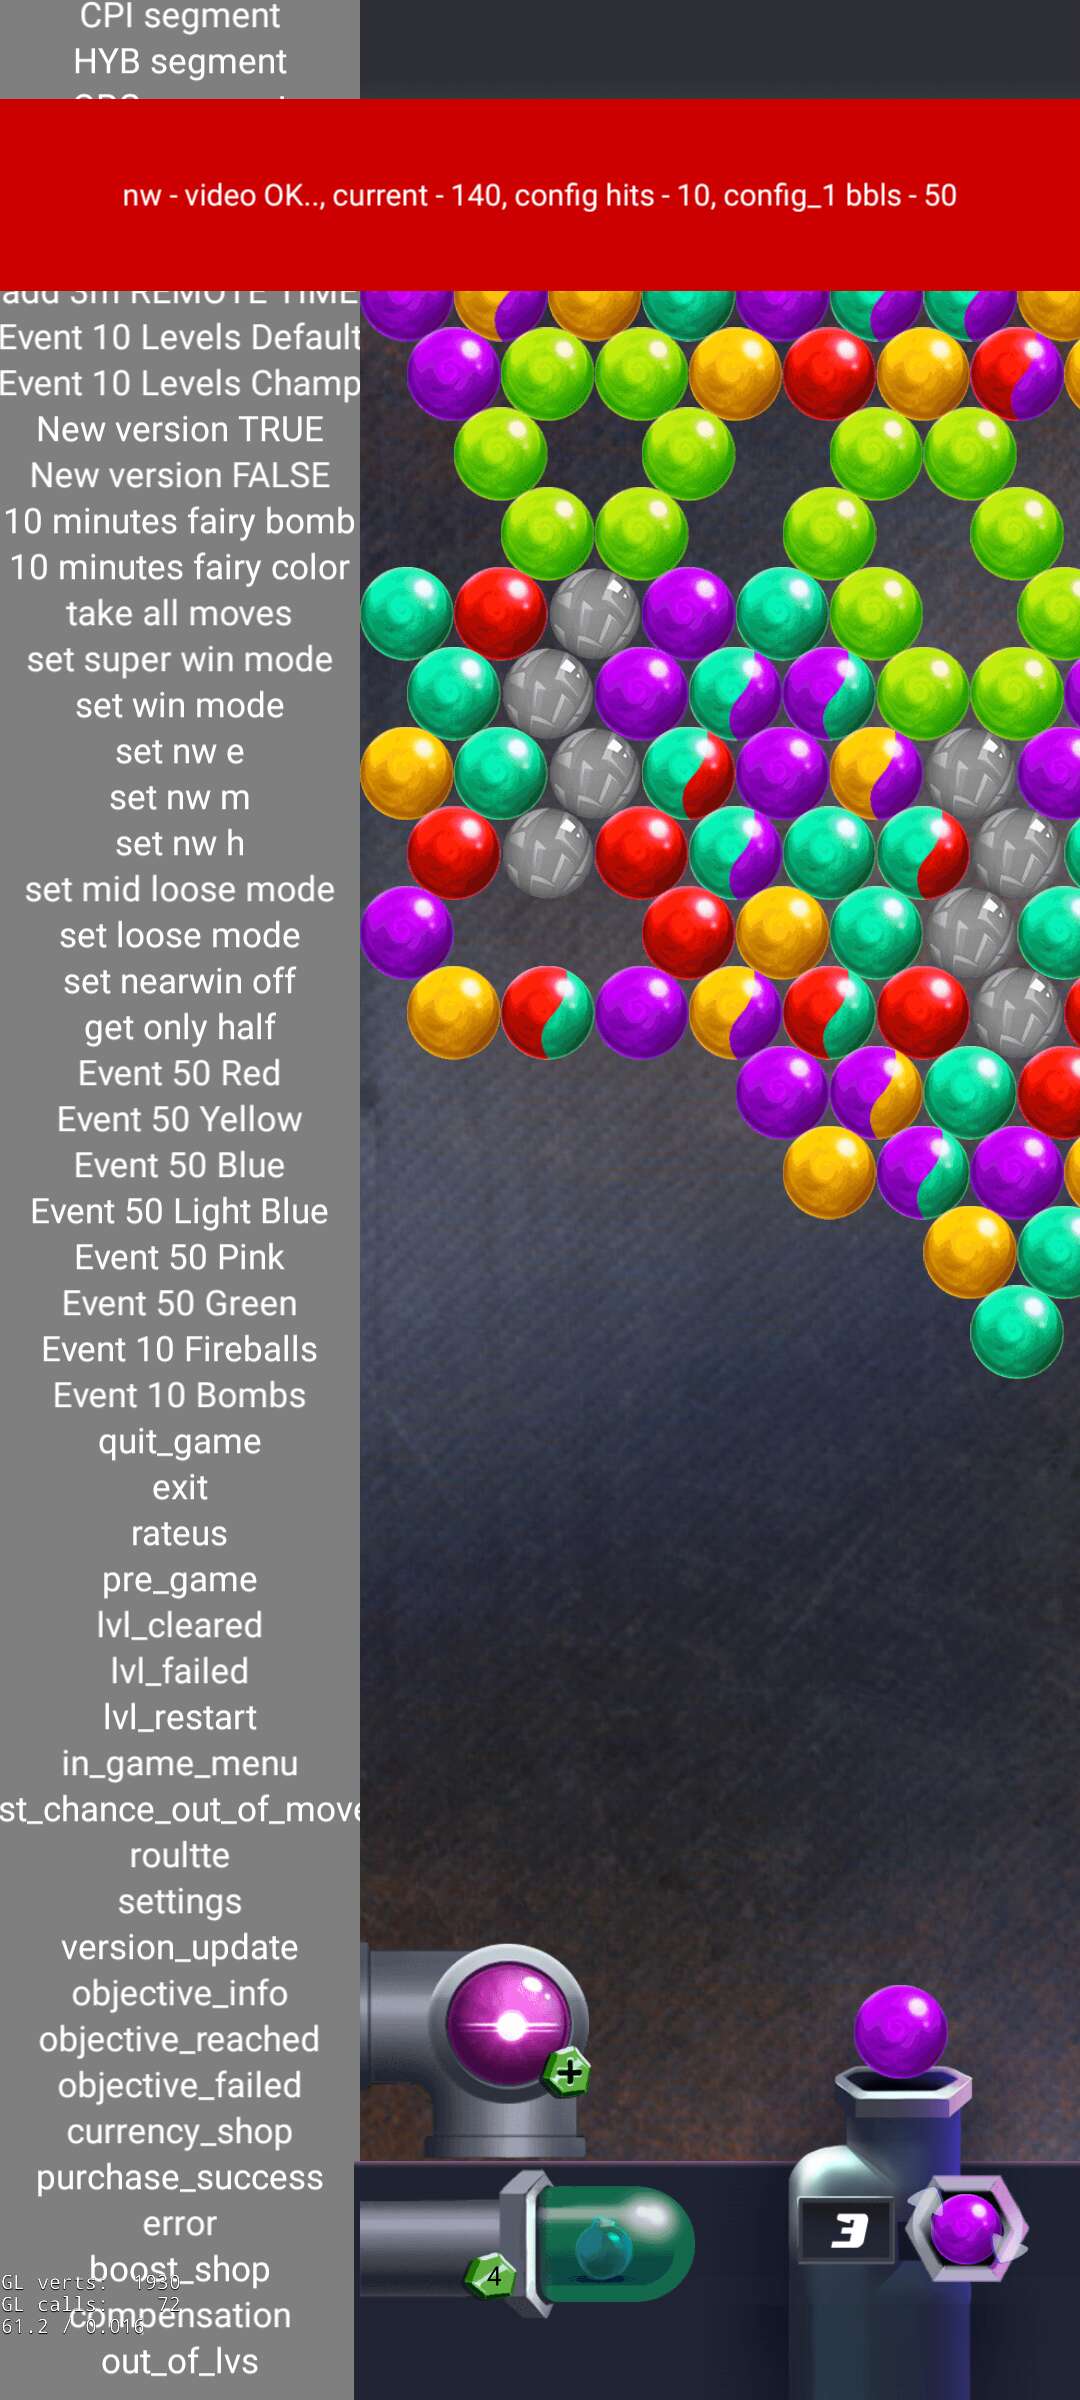 CPI segment
HYB segment
nw - video OK.., current - 140, config hits - 10, config_1 bbls - 50
add 3m REMOTE TIME
Event 10 Levels Default
Event 10 Levels Champ
New version TRUE
New version FALSE
10 minutes fairy bomb
10 minutes fairy color
take all moves
set super win mode
set win mode
set nw e
set nw m
set nw h
set mid loose mode
set loose mode
set nearwin off
get only half
Event 50 Red
Event 50 Yellow
Event 50 Blue
Event 50 Light Blue
Event 50 Pink
Event 50 Green
Event 10 Fireballs
Event 10 Bombs
quit_game
exit
rateus
pre_game
lvl_cleared
lvl_failed
lvl_restart
in_game_menu
st_chance_out_of_move
roultte
settings
version_update
objective_info
objective_reached
objective_failed
currency_shop
purchase_success
error
boost_shop
GL verts: 1930
GL calls: 72
compensation
61.2 / 0.016
out_of_lvs
3
4